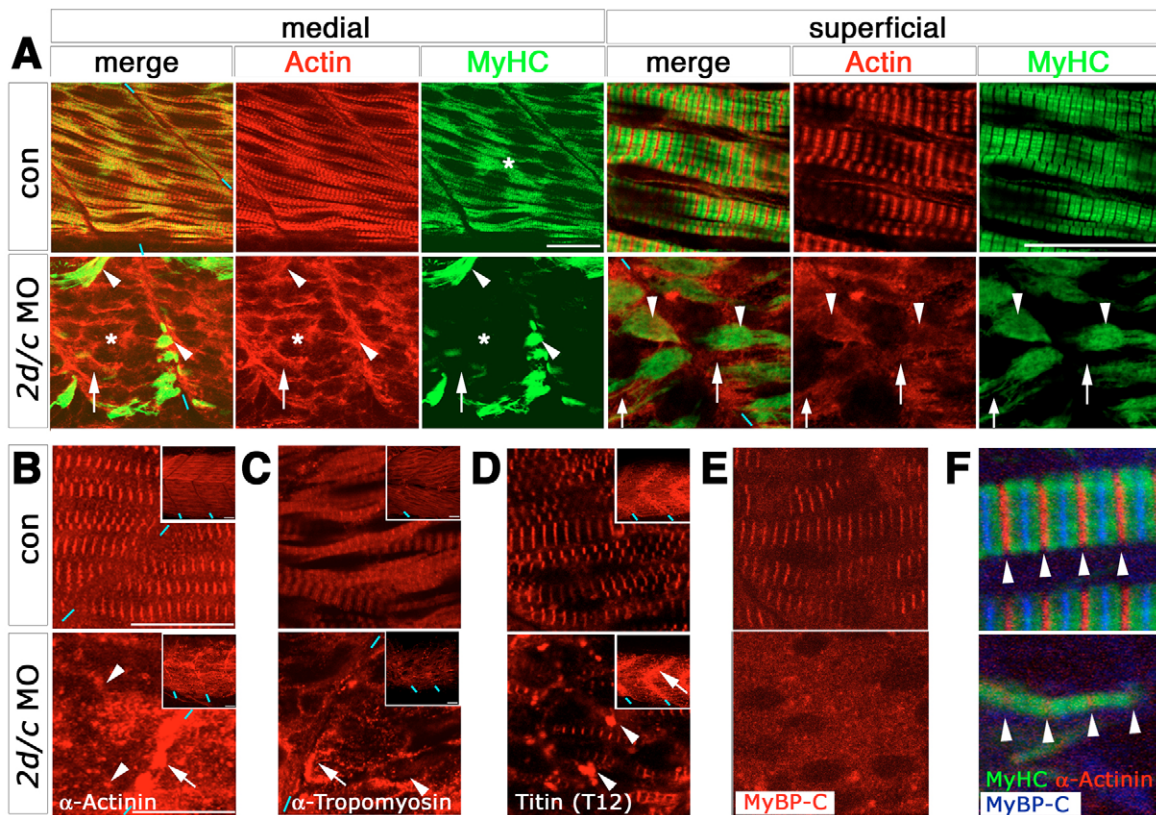 medial superficial
A merge Actin MyHC merge Actin MyHC
con
2d/c MO
B C D E F
con
2d/c MO
α-Actinin α-Tropomyosin Titin (T12) MyBP-C MyHC α-Actinin
MyBP-C